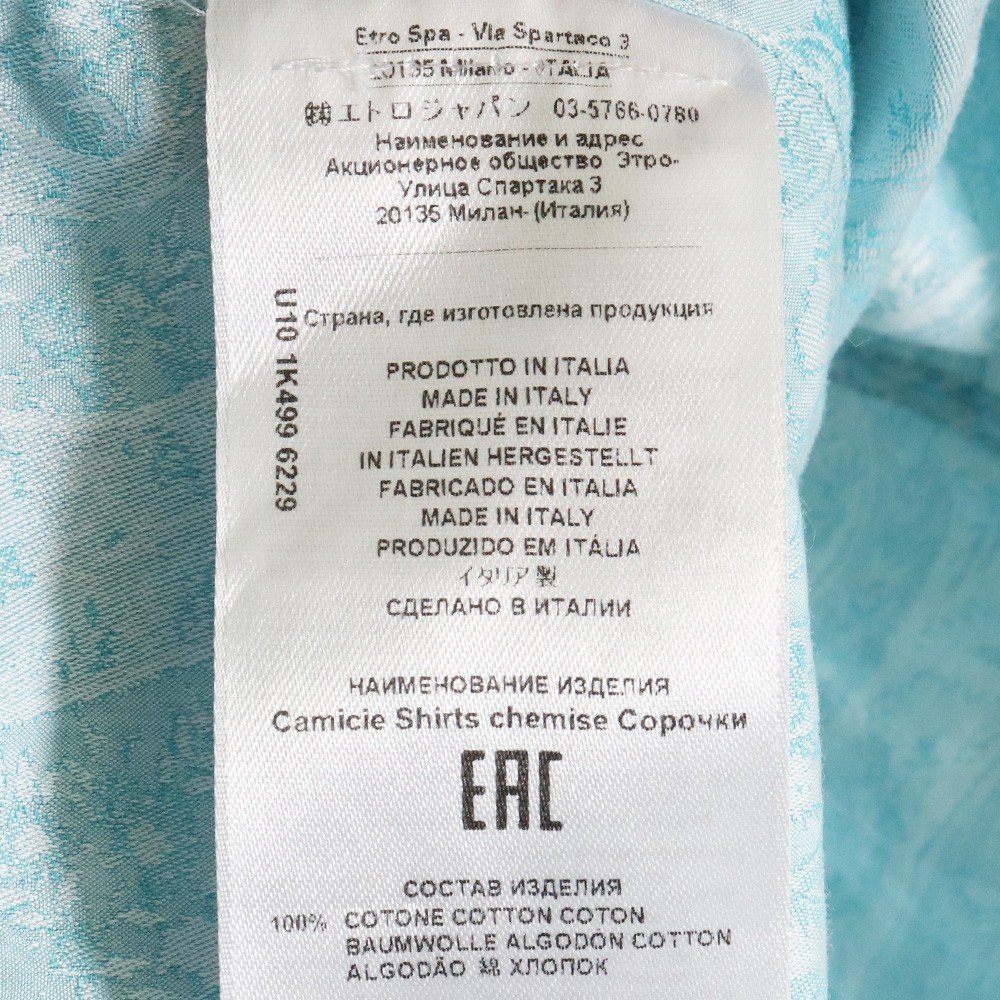 Etro Spa - Via Spartaco 3
20135 Milano - ITALIA
㈱エトロジャパン 03-5766-0780
Наименование и адрес
Акционерное общество Этро-
Улица Спартака 3
20135 Милан- (Италия)
U10 1K499 6229
Страна, где изготовлена продукция
PRODOTTO IN ITALIA
MADE IN ITALY
FABRIQUÉ EN ITALIE
IN ITALIEN HERGESTELLT
FABRICADO EN ITALIA
MADE IN ITALY
PRODUZIDO EM ITÁLIA
イタリア製
СДЕЛАНО В ИТАЛИИ
НАИМЕНОВАНИЕ ИЗДЕЛИЯ
Camicie Shirts chemise Сорочки
EAC
СОСТАВ ИЗДЕЛИЯ
100% COTONE COTTON COTON
BAUMWOLLE ALGODÓN COTTON
ALGODÃO 綿 ХЛОПОК